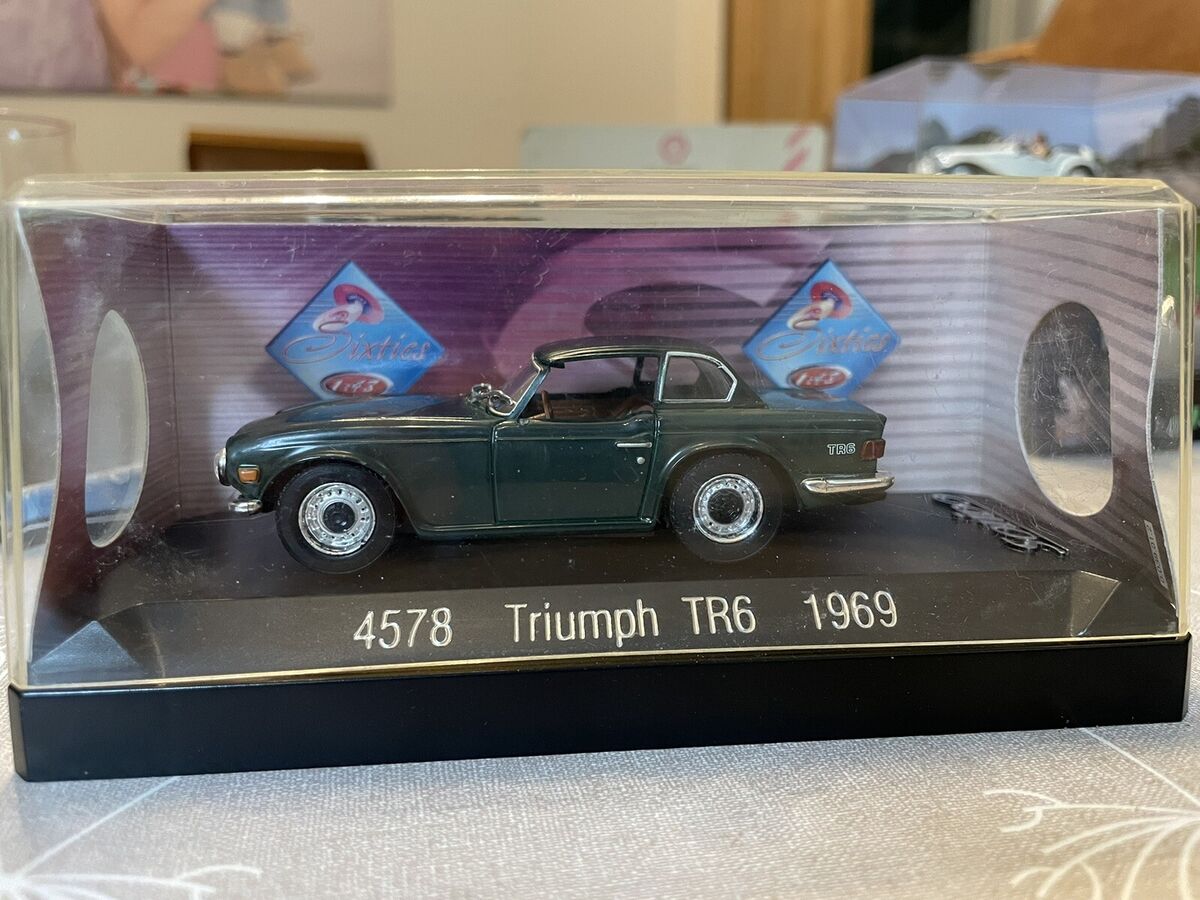 Sixties
1:43
Sixties
1:43
TR6
4578 Triumph TR6 1969